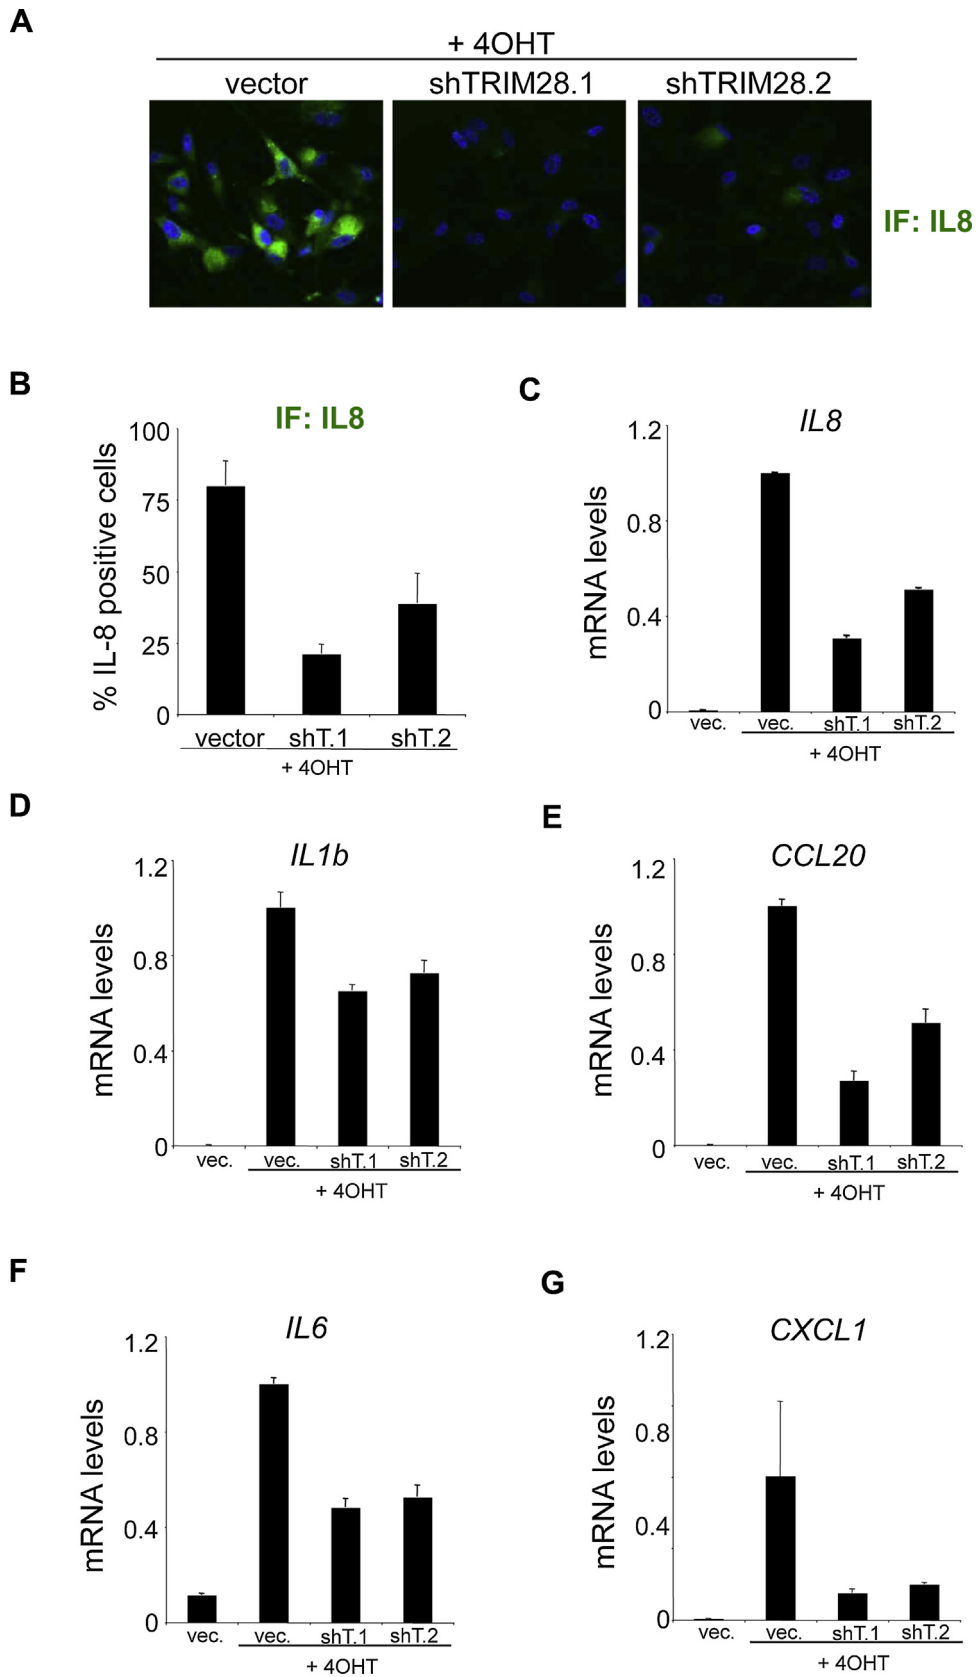 A
+ 4OHT
vector shTRIM28.1 shTRIM28.2
IF: IL8
B
IF: IL8
% IL-8 positive cells
100
75
50
25
0
vector shT.1 shT.2
+ 4OHT
C
IL8
mRNA levels
1.2
0.8
0.4
0
vec. vec. shT.1 shT.2
+ 4OHT
D
IL1b
mRNA levels
1.2
0.8
0.4
0
vec. vec. shT.1 shT.2
+ 4OHT
E
CCL20
mRNA levels
1.2
0.8
0.4
0
vec. vec. shT.1 shT.2
+ 4OHT
F
IL6
mRNA levels
1.2
0.8
0.4
0
vec. vec. shT.1 shT.2
+ 4OHT
G
CXCL1
mRNA levels
1.2
0.8
0.4
0
vec. vec. shT.1 shT.2
+ 4OHT